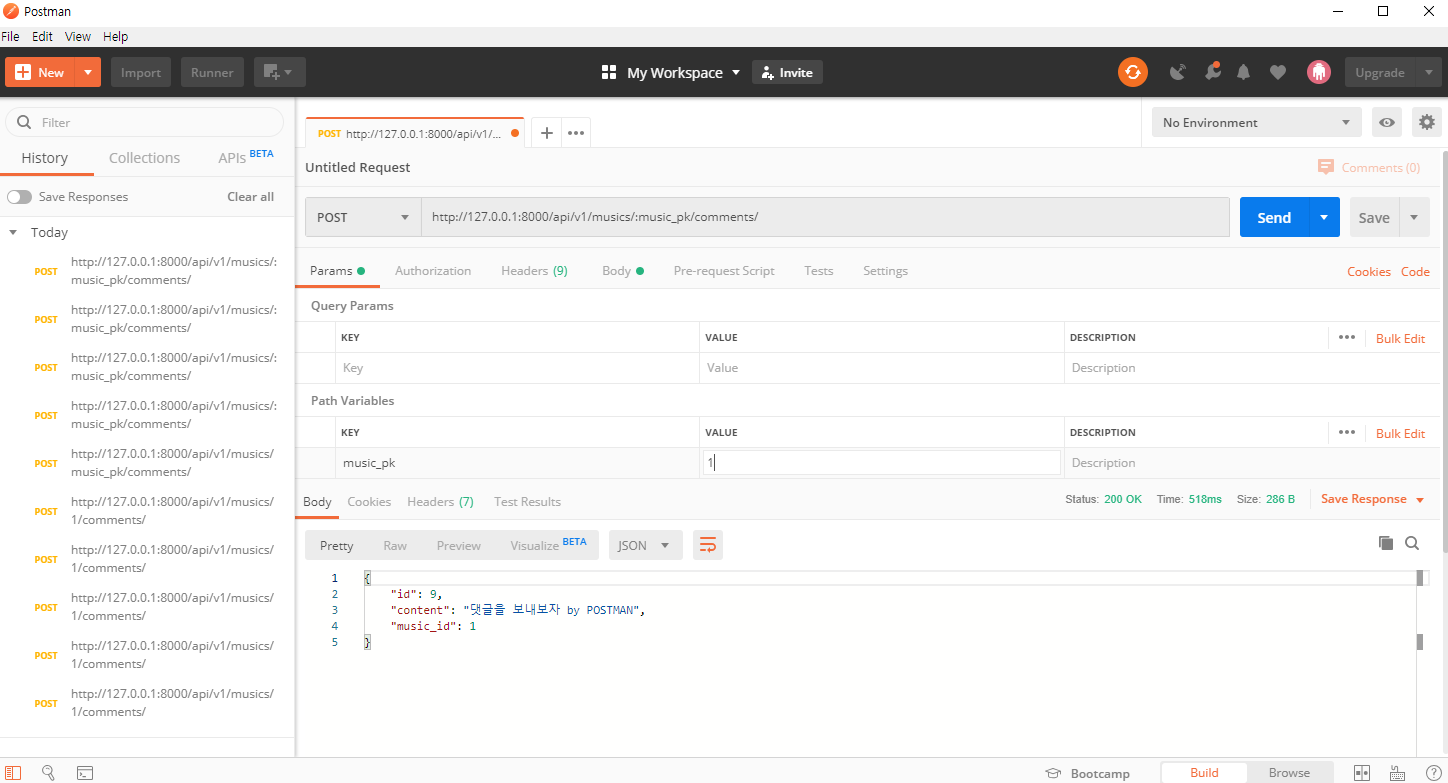 Postman
File Edit View Help
New Import Runner My Workspace Invite Upgrade
Filter
History Collections APIs BETA
Save Responses Clear all
Today
POST http://127.0.0.1:8000/api/v1/musics/:
music_pk/comments/
POST http://127.0.0.1:8000/api/v1/musics/:
music_pk/comments/
POST http://127.0.0.1:8000/api/v1/musics/:
music_pk/comments/
POST http://127.0.0.1:8000/api/v1/musics/:
music_pk/comments/
POST http://127.0.0.1:8000/api/v1/musics/
music_pk/comments/
POST http://127.0.0.1:8000/api/v1/musics/
1/comments/
POST http://127.0.0.1:8000/api/v1/musics/
1/comments/
POST http://127.0.0.1:8000/api/v1/musics/
1/comments/
POST http://127.0.0.1:8000/api/v1/musics/
1/comments/
POST http://127.0.0.1:8000/api/v1/musics/
1/comments/
POST http://127.0.0.1:8000/api/v1/... + •••
No Environment
Untitled Request Comments (0)
POST http://127.0.0.1:8000/api/v1/musics/:music_pk/comments/ Send Save
Params Authorization Headers (9) Body Pre-request Script Tests Settings Cookies Code
Query Params
KEY VALUE DESCRIPTION ••• Bulk Edit
Key Value Description
Path Variables
KEY VALUE DESCRIPTION ••• Bulk Edit
music_pk 1 Description
Body Cookies Headers (7) Test Results Status: 200 OK Time: 518ms Size: 286 B Save Response
Pretty Raw Preview Visualize BETA JSON
1 {
2 "id": 9,
3 "content": "댓글을 보내보자 by POSTMAN",
4 "music_id": 1
5 }
Bootcamp Build Browse